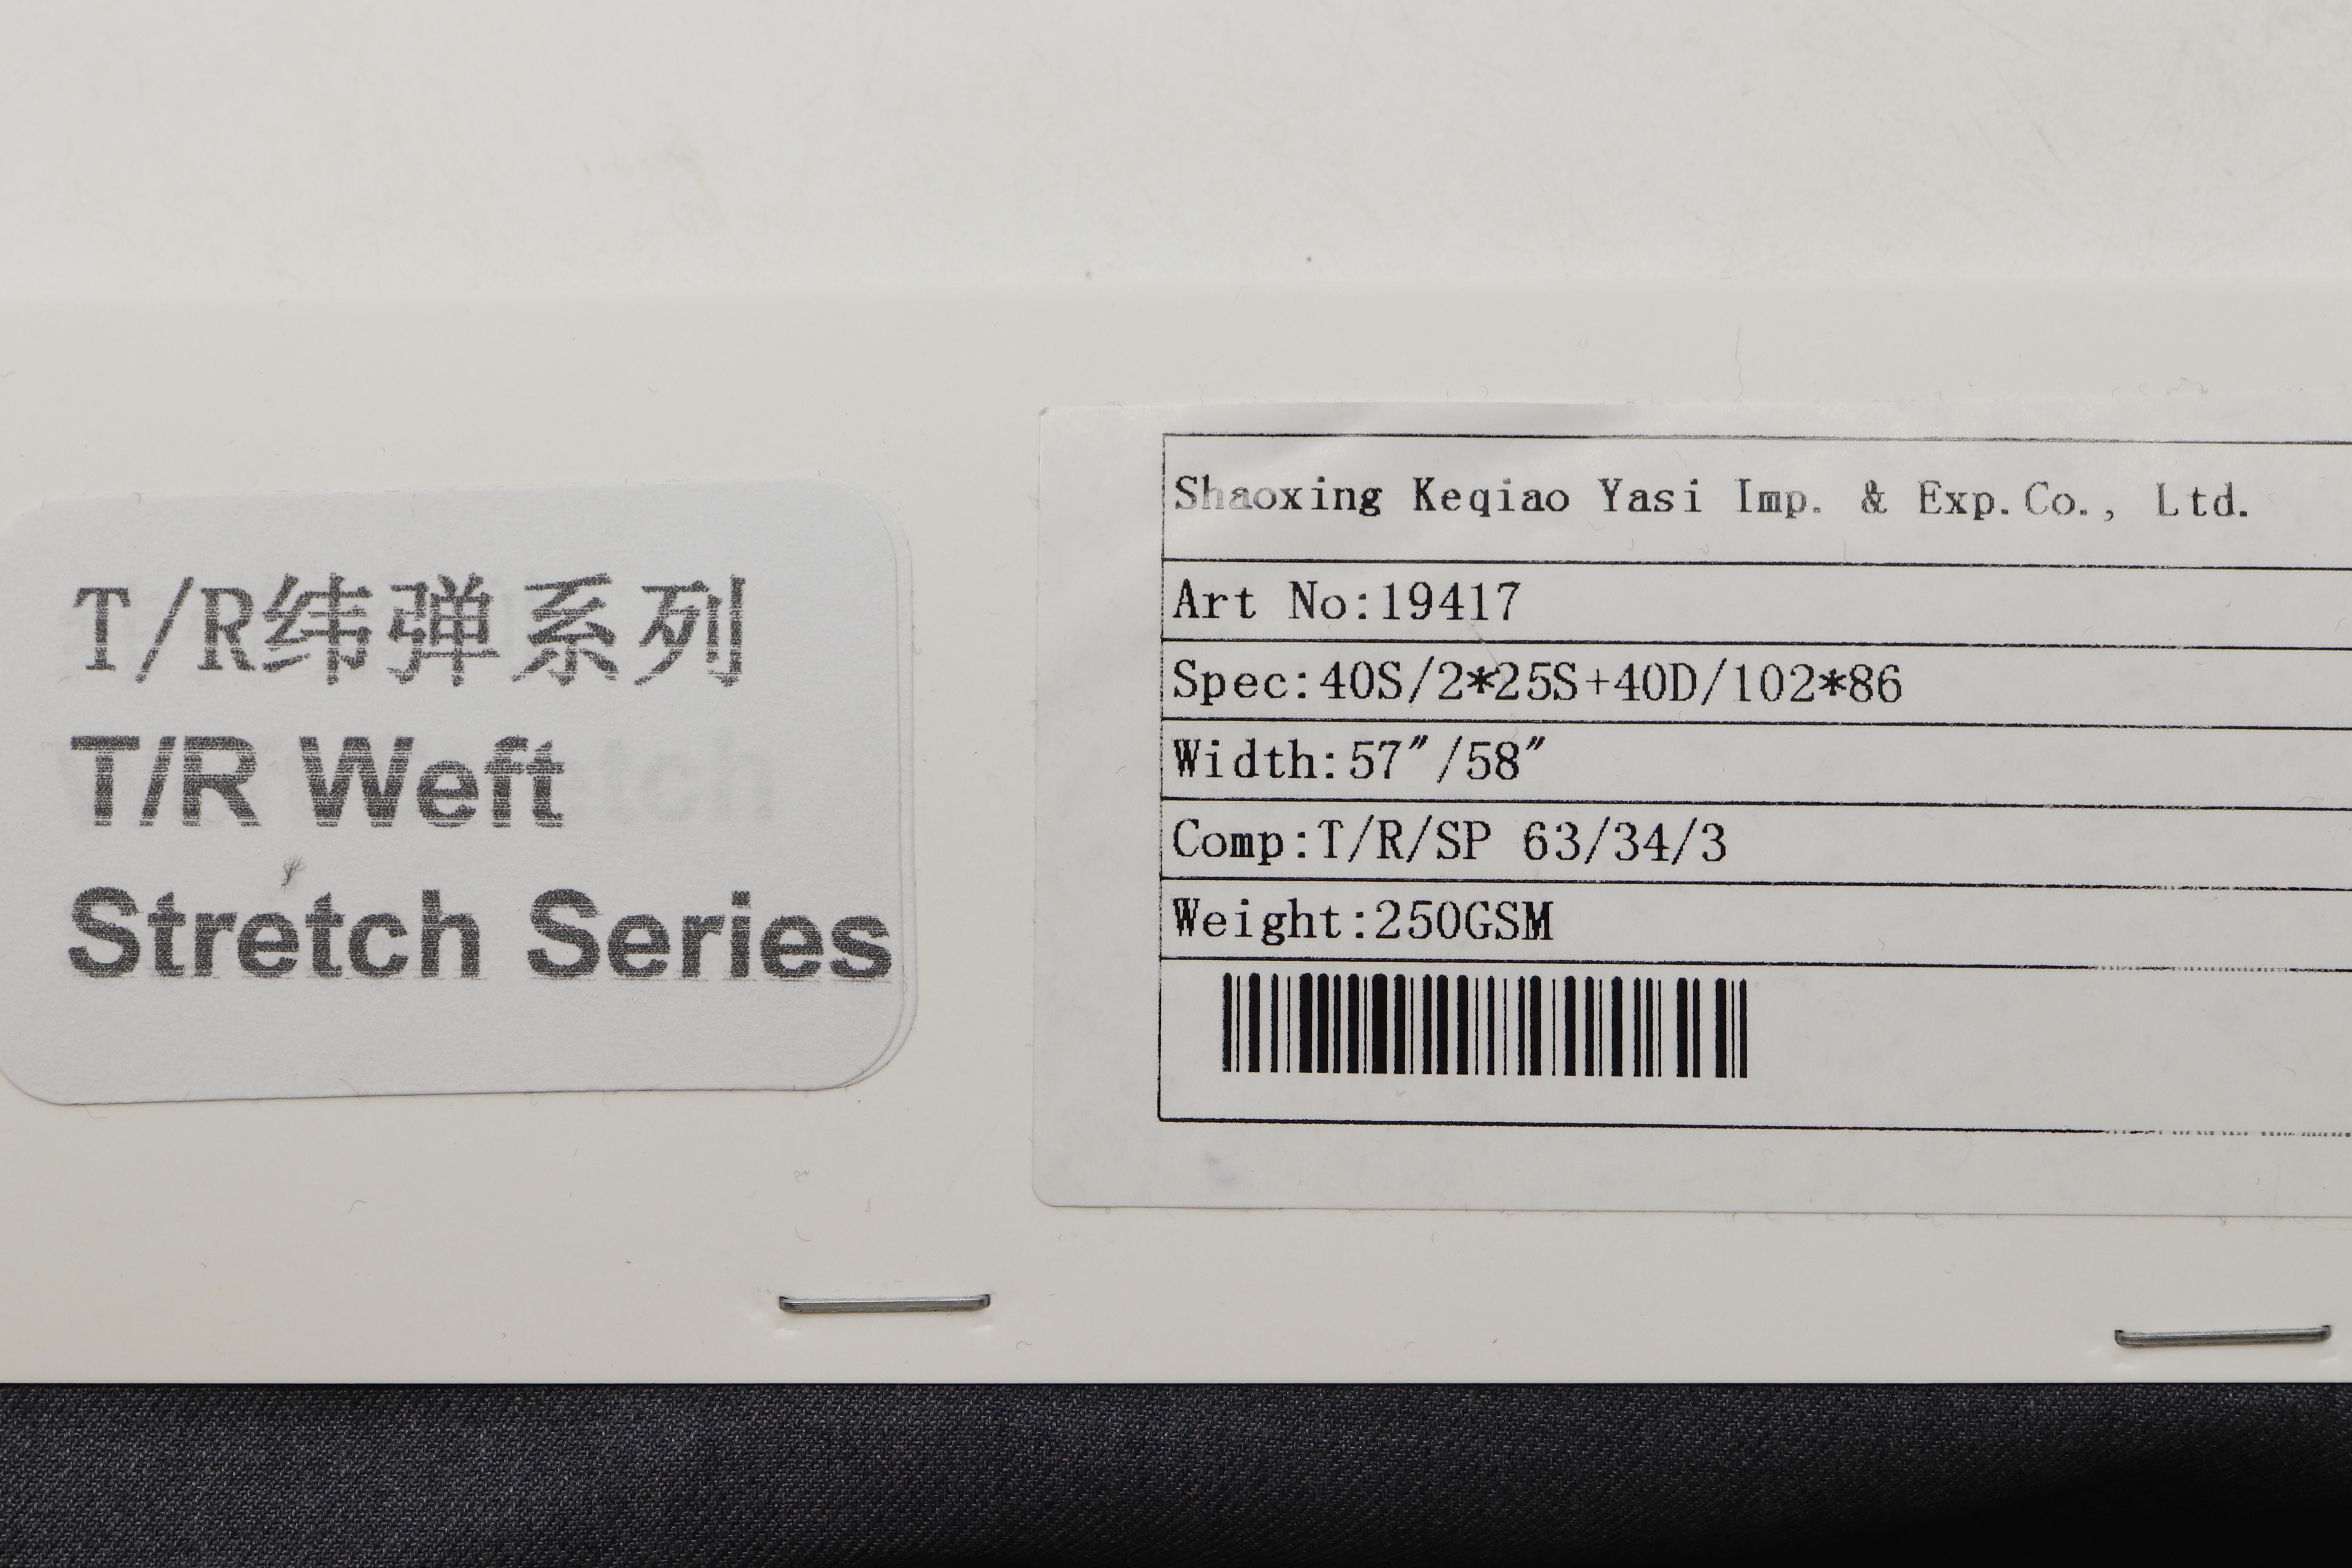 T/R纬弹系列
T/R Weft
Stretch Series
Shaoxing Keqiao Yasi Imp. & Exp.Co., Ltd.
Art No:19417
Spec:40S/2*25S+40D/102*86
Width:57″/58″
Comp:T/R/SP 63/34/3
Weight:250GSM